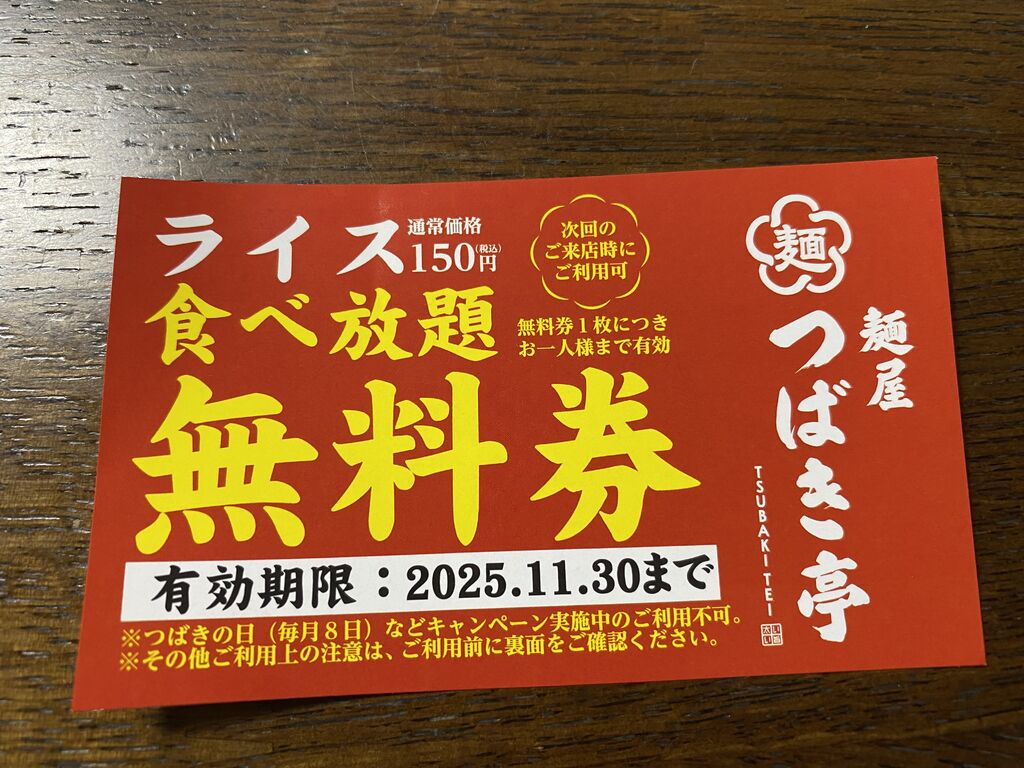 ライス
通常価格
150円(税込)
食べ放題
無料券
次回の
ご来店時に
ご利用可
無料券1枚につき
お一人様まで有効
有効期限：2025.11.30まで
※つばきの日（毎月8日）などキャンペーン実施中のご利用不可。
※その他ご利用上の注意は、ご利用前に裏面をご確認ください。
麺
麺屋
つばき亭
TSUBAKI TEI